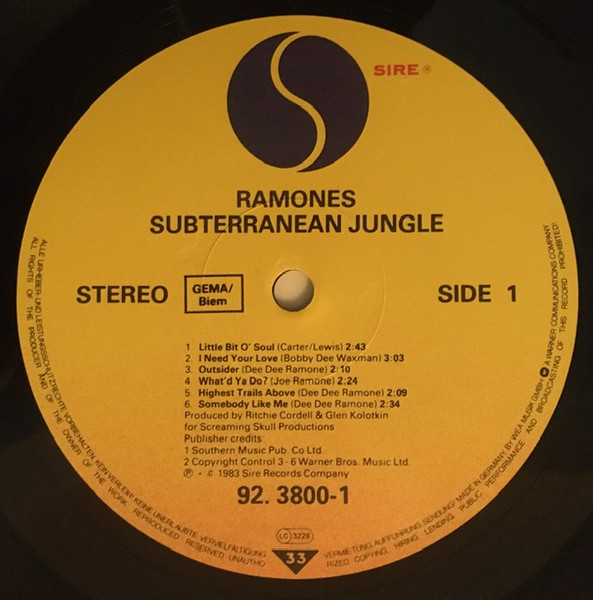 SIRE ®
RAMONES
SUBTERRANEAN JUNGLE
STEREO
GEMA/
Biem
SIDE 1
1. Little Bit O' Soul (Carter/Lewis) 2:43
2. I Need Your Love (Bobby Dee Waxman) 3:03
3. Outsider (Dee Dee Ramone) 2:10
4. What'd Ya Do? (Joe Ramone) 2:24
5. Highest Trails Above (Dee Dee Ramone) 2:09
6. Somebody Like Me (Dee Dee Ramone) 2:34
Produced by Ritchie Cordell & Glen Kolotkin
for Screaming Skull Productions
Publisher credits:
1 Southern Music Pub. Co Ltd.
2 Copyright Control 3-6 Warner Bros. Music Ltd.
℗ + © 1983 Sire Records Company
92. 3800-1
LC 3228
33
ALLE URHEBER- UND LEISTUNGSSCHUTZRECHTE VORBEHALTEN. KEIN VERLEIH! KEINE UNERLAUBTE VERVIELFÄLTIGUNG
VERMIETUNG, AUFFÜHRUNG, SENDUNG! MADE IN GERMANY BY WEA MUSIK GMBH. A WARNER COMMUNICATIONS COMPANY
ALL RIGHTS OF THE PRODUCER AND OF THE OWNER OF THE WORK REPRODUCED RESERVED UNAUTHO
RIZED COPYING, HIRING, LENDING, PUBLIC PERFORMANCE AND BROADCASTING OF THIS RECORD PROHIBITED!